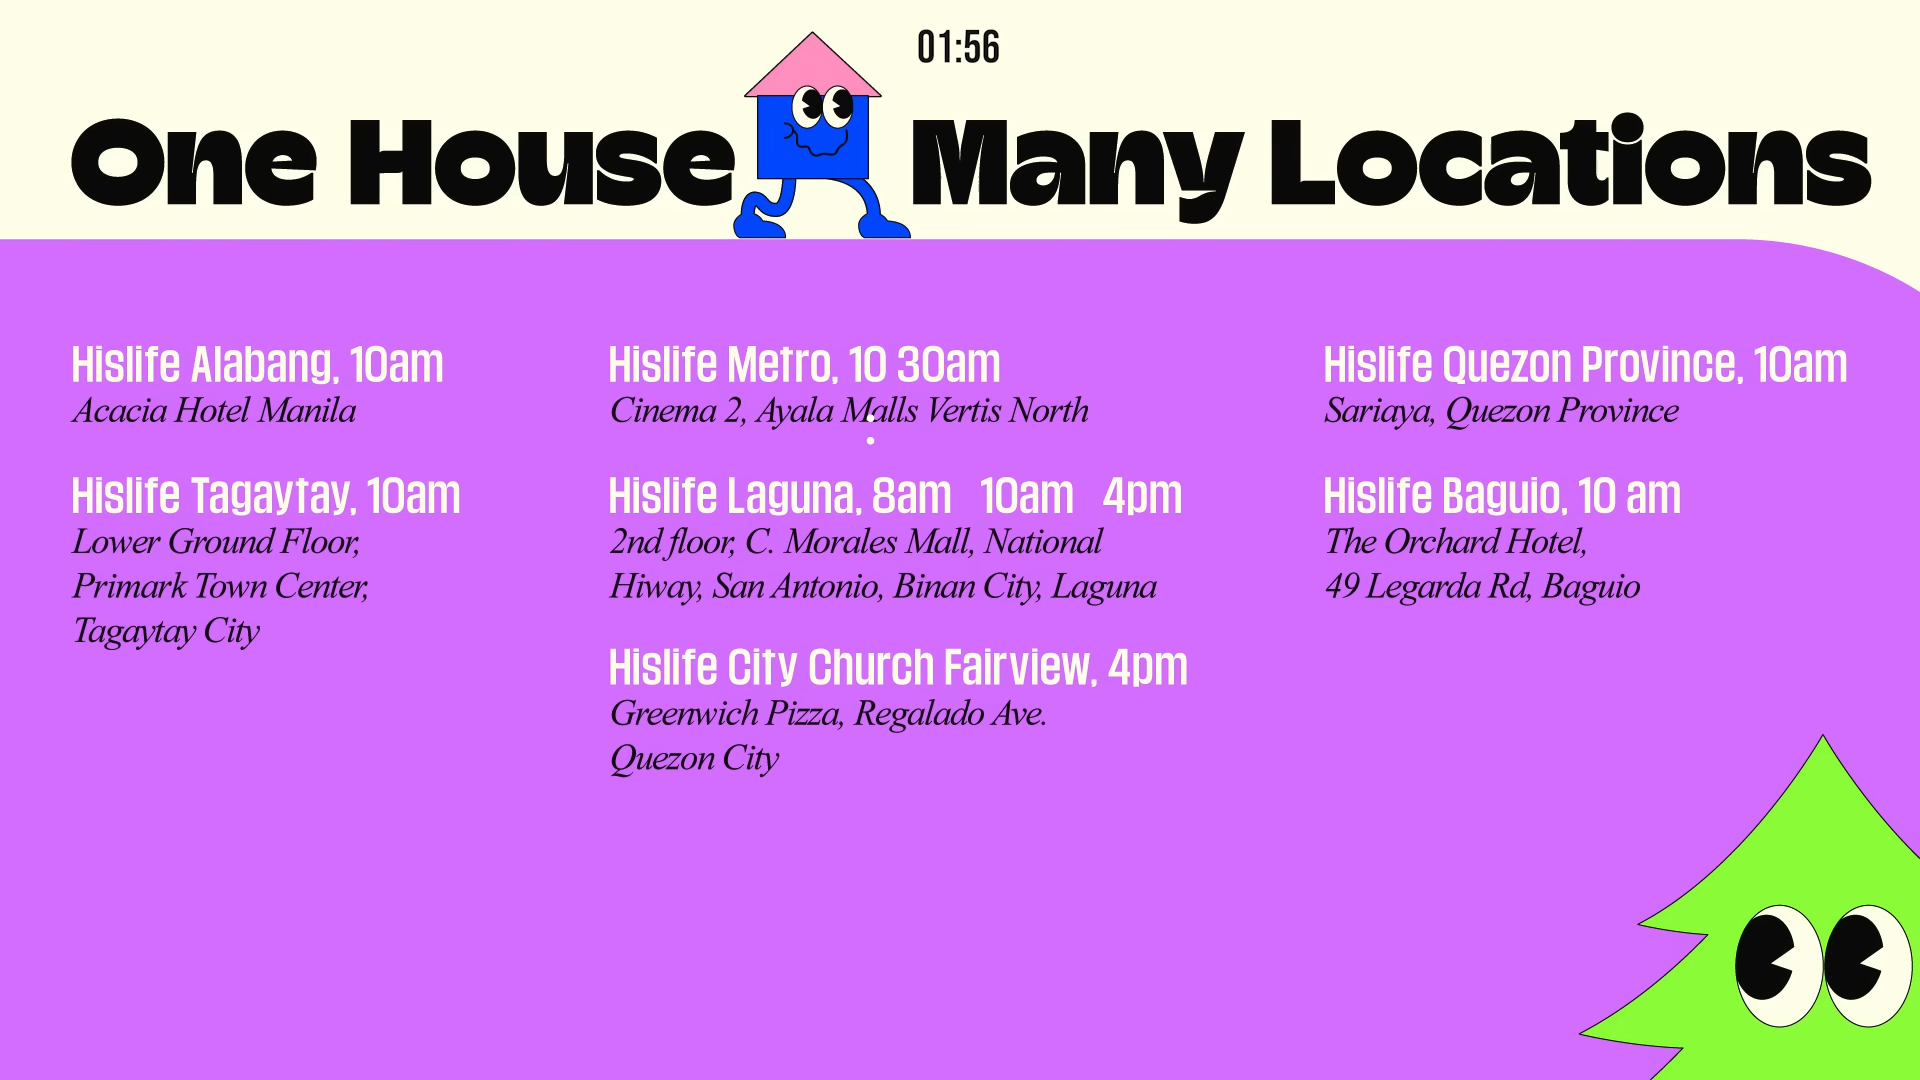 01:56
One House Many Locations
Hislife Alabang, 10am
Acacia Hotel Manila
Hislife Tagaytay, 10am
Lower Ground Floor,
Primark Town Center,
Tagaytay City
Hislife Metro, 10 30am
Cinema 2, Ayala Malls Vertis North
Hislife Laguna, 8am 10am 4pm
2nd floor, C. Morales Mall, National
Hiway, San Antonio, Binan City, Laguna
Hislife City Church Fairview, 4pm
Greenwich Pizza, Regalado Ave.
Quezon City
Hislife Quezon Province, 10am
Sariaya, Quezon Province
Hislife Baguio, 10 am
The Orchard Hotel,
49 Legarda Rd, Baguio